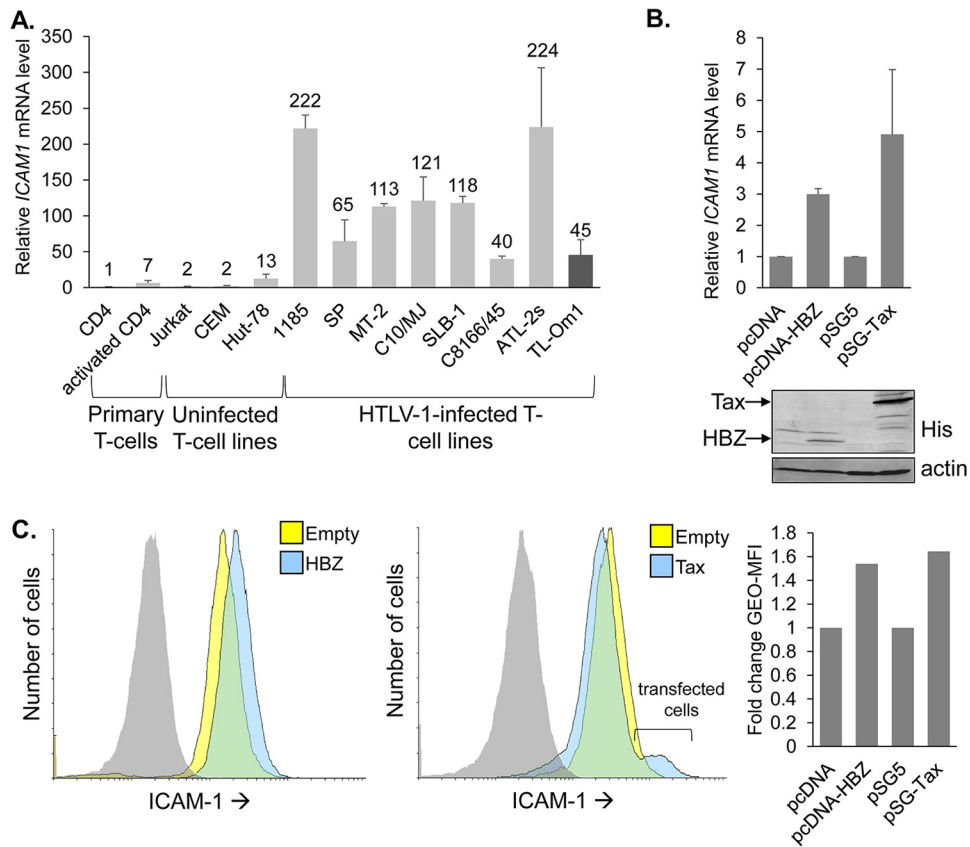 A.
Relative ICAM1 mRNA level
350
300
250
200
150
100
50
0
1
7
2
2
13
222
65
113
121
118
40
224
45
CD4
activated CD4
Jurkat
CEM
Hut-78
1185
SP
MT-2
C10/MJ
SLB-1
C8166/45
ATL-2s
TL-Om1
Primary
T-cells
Uninfected
T-cell lines
HTLV-1-infected T-
cell lines
B.
Relative ICAM1 mRNA level
8
7
6
5
4
3
2
1
0
pcDNA
pcDNA-HBZ
pSG5
pSG-Tax
Tax
HBZ
His
actin
C.
Number of cells
Empty
HBZ
ICAM-1 →
Number of cells
Empty
Tax
transfected
cells
ICAM-1 →
Fold change GEO-MFI
1.8
1.6
1.4
1.2
1
0.8
0.6
0.4
0.2
0
pcDNA
pcDNA-HBZ
pSG5
pSG-Tax